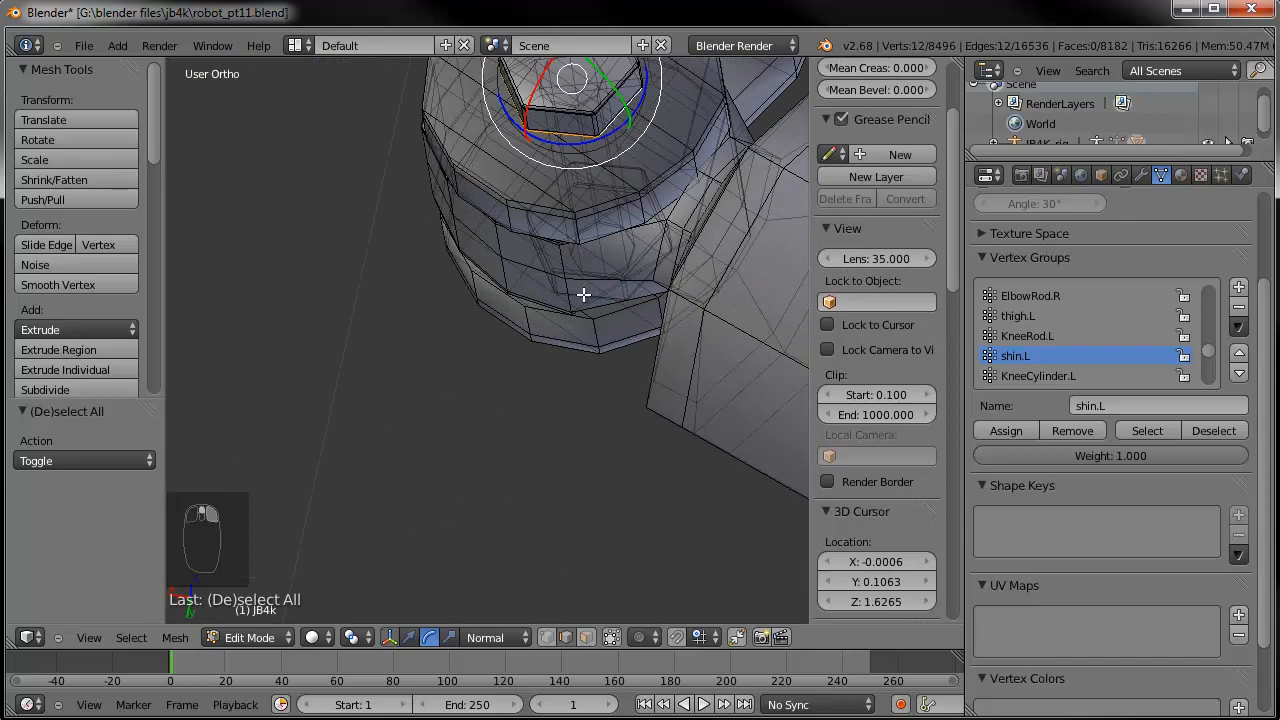 Blender* [G:\blender files\jb4k\robot_pt11.blend]
File Add Render Window Help Default Scene Blender Render v2.68 | Verts:12/8496 | Edges:12/16536 | Faces:0/8182 | Tris:16266 | Mem:50.47M
Mesh Tools
Transform:
Translate
Rotate
Scale
Shrink/Fatten
Push/Pull
Deform:
Slide Edge Vertex
Noise
Smooth Vertex
Add:
Extrude
Extrude Region
Extrude Individual
Subdivide
(De)select All
Action
Toggle
User Ortho
Last: (De)select All
(1) JB4k
Mean Creas: 0.000
Mean Bevel: 0.000
Grease Pencil
New
New Layer
Delete Fra Convert
View
Lens: 35.000
Lock to Object:
Lock to Cursor
Lock Camera to Vi
Clip:
Start: 0.100
End: 1000.000
Local Camera:
Render Border
3D Cursor
Location:
X: -0.0006
Y: 0.1063
Z: 1.6265
View Search All Scenes
Scene
RenderLayers
World
JB4K_rig
Angle: 30°
Texture Space
Vertex Groups
ElbowRod.R
thigh.L
KneeRod.L
shin.L
KneeCylinder.L
Name: shin.L
Assign Remove Select Deselect
Weight: 1.000
Shape Keys
UV Maps
Vertex Colors
View Select Mesh Edit Mode Normal
-40 -20 0 20 40 60 80 100 120 140 160 180 200 220 240 260
View Marker Frame Playback Start: 1 End: 250 1 No Sync